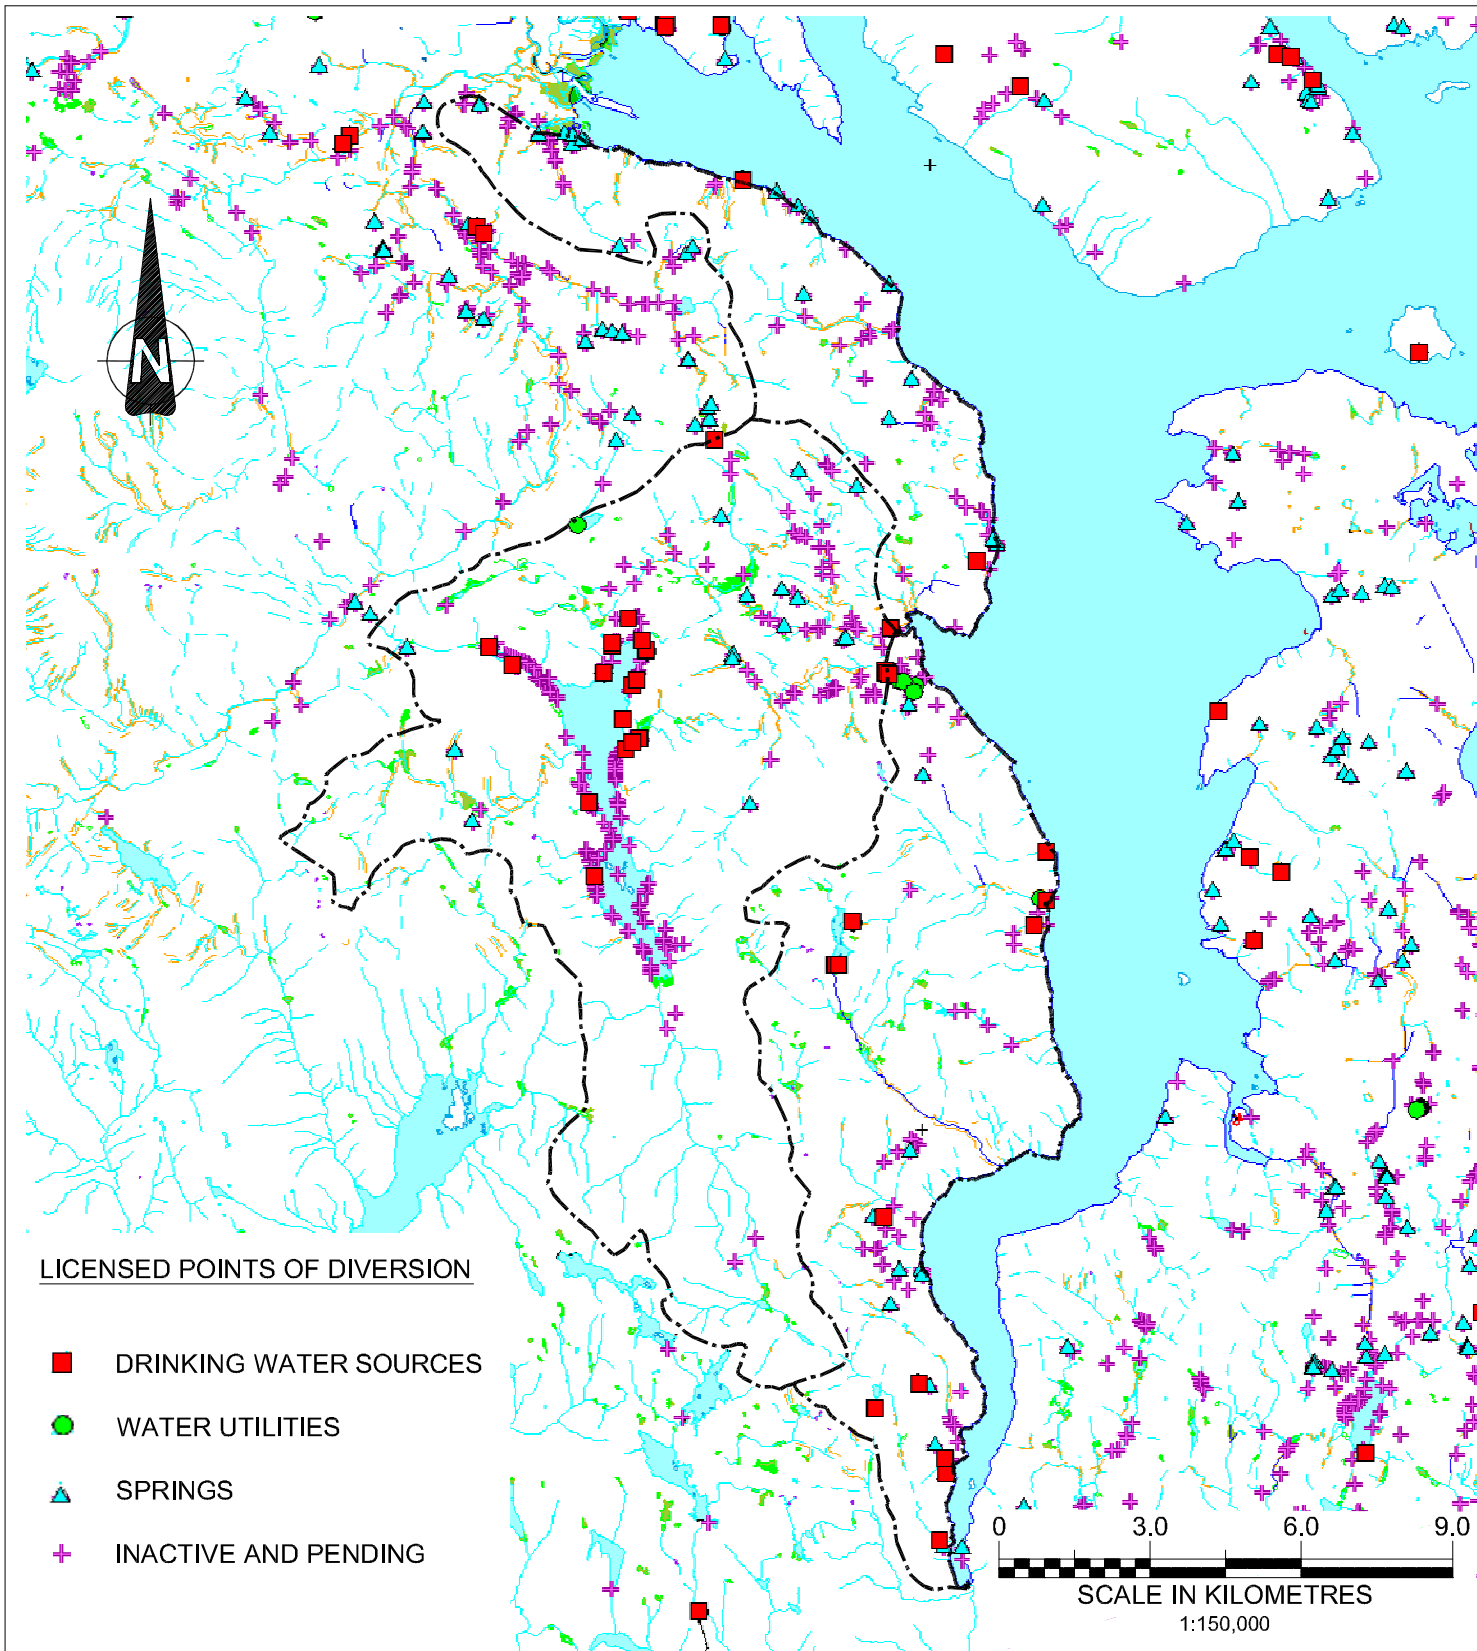 N
LICENSED POINTS OF DIVERSION
DRINKING WATER SOURCES
WATER UTILITIES
SPRINGS
INACTIVE AND PENDING
0 3.0 6.0 9.0
SCALE IN KILOMETRES
1:150,000